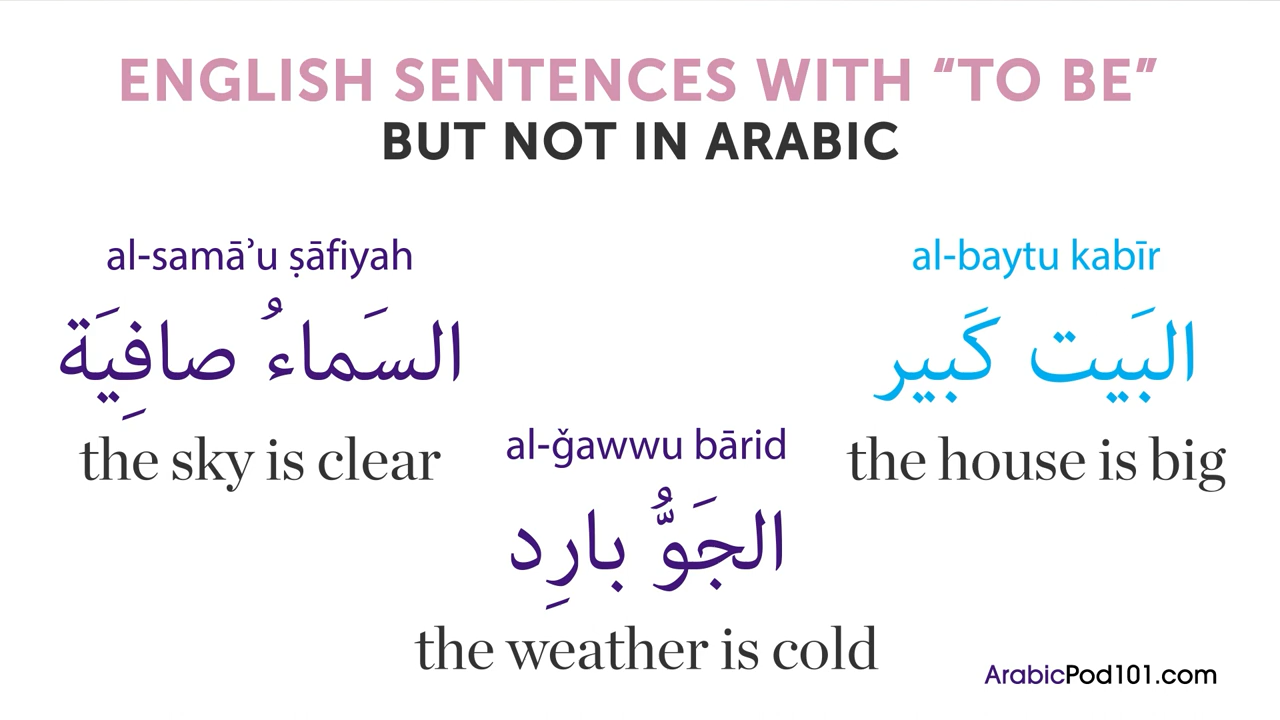 ENGLISH SENTENCES WITH “TO BE”
BUT NOT IN ARABIC
al-samā’u ṣāfiyah
السَماءُ صافِيَة
the sky is clear
al-baytu kabīr
البَيت كَبير
the house is big
al-ǧawwu bārid
الجَوُّ بارِد
the weather is cold
ArabicPod101.com